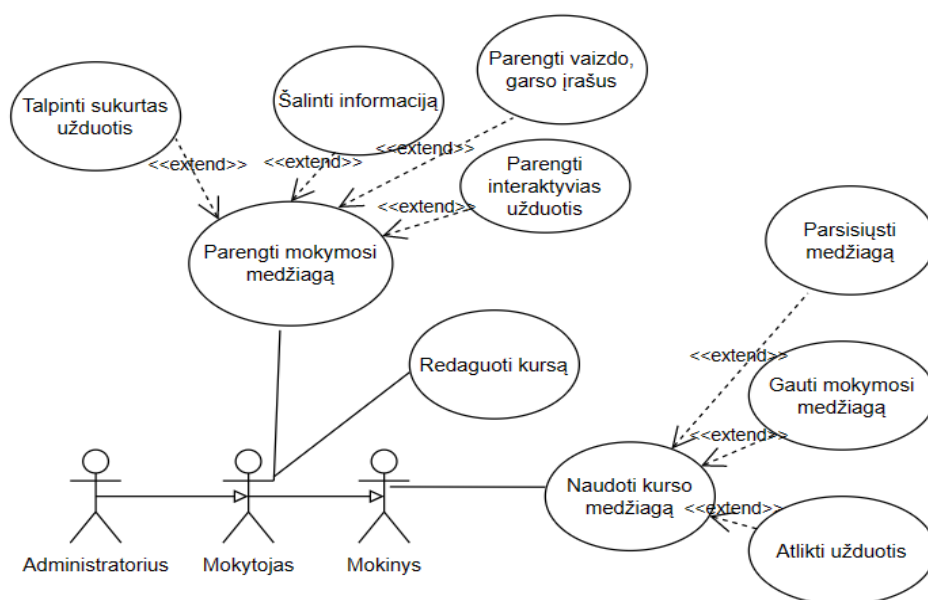 Parengti vaizdo,
garso įrašus
Šalinti informaciją
Talpinti sukurtas
užduotis
<<extend>>
<<extend>>
<<extend>>
Parengti
interaktyvias
užduotis
<<extend>>
Parengti mokymosi
medžiagą
Parsisiųsti
medžiagą
Redaguoti kursą
<<extend>>
Gauti mokymosi
medžiagą
<<extend>>
Naudoti kurso
medžiagą
<<extend>>
Atlikti užduotis
Administratorius
Mokytojas
Mokinys